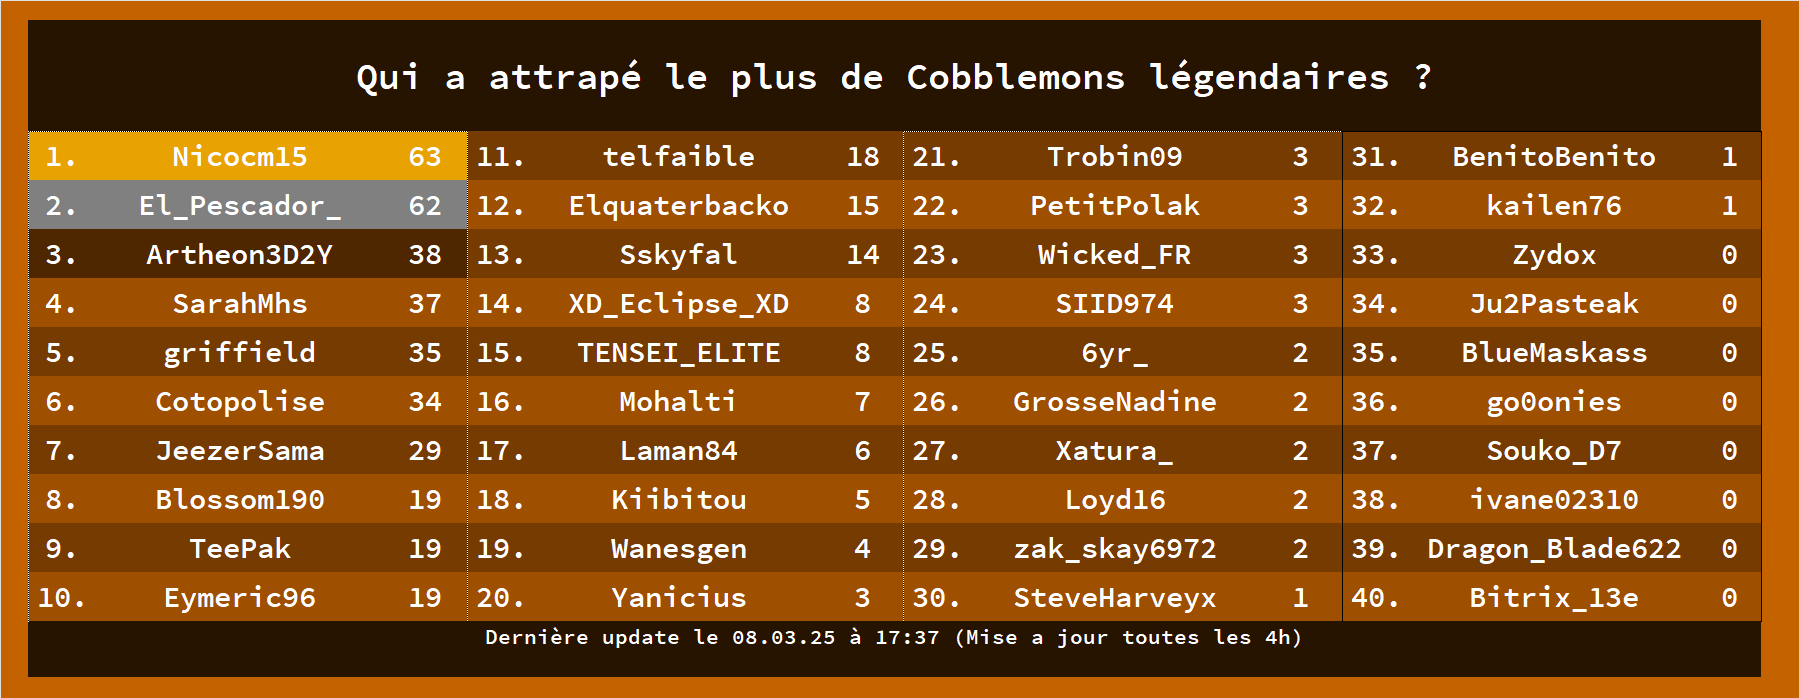 Qui a attrapé le plus de Cobblemons légendaires ?
1. Nicocm15 63
2. El_Pescador_ 62
3. Artheon3D2Y 38
4. SarahMhs 37
5. griffield 35
6. Cotopolise 34
7. JeezerSama 29
8. Blossom190 19
9. TeePak 19
10. Eymeric96 19
11. telfaible 18
12. Elquaterbacko 15
13. Sskyfal 14
14. XD_Eclipse_XD 8
15. TENSEI_ELITE 8
16. Mohalti 7
17. Laman84 6
18. Kiibitou 5
19. Wanesgen 4
20. Yanicius 3
21. Trobin09 3
22. PetitPolak 3
23. Wicked_FR 3
24. SIID974 3
25. 6yr_ 2
26. GrosseNadine 2
27. Xatura_ 2
28. Loyd16 2
29. zak_skay6972 2
30. SteveHarveyx 1
31. BenitoBenito 1
32. kailen76 1
33. Zydox 0
34. Ju2Pasteak 0
35. BlueMaskass 0
36. go0onies 0
37. Souko_D7 0
38. ivane02310 0
39. Dragon_Blade622 0
40. Bitrix_13e 0
Dernière update le 08.03.25 à 17:37 (Mise a jour toutes les 4h)